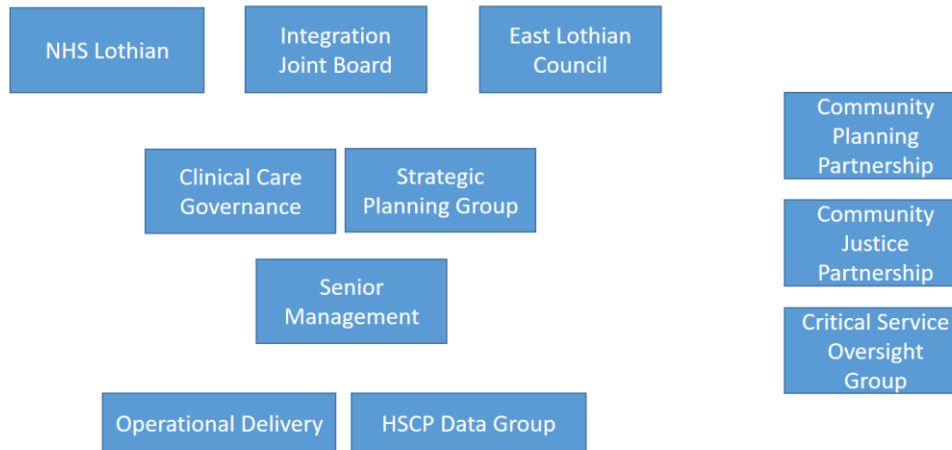 NHS Lothian
Integration
Joint Board
East Lothian
Council
Community
Planning
Partnership
Clinical Care
Governance
Strategic
Planning Group
Community
Justice
Partnership
Senior
Management
Critical Service
Oversight
Group
Operational Delivery
HSCP Data Group